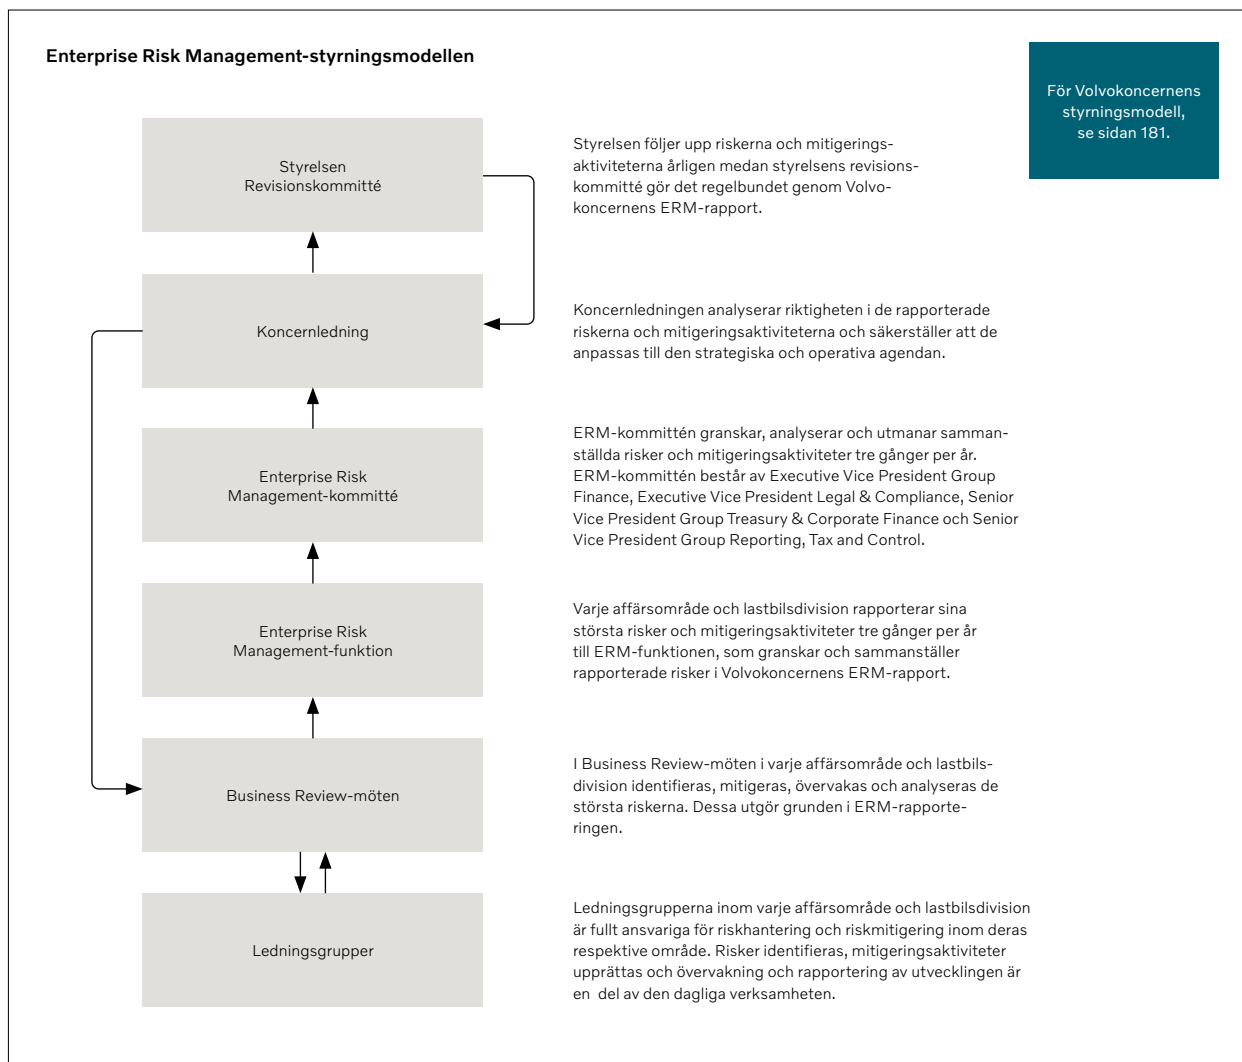 Enterprise Risk Management-styrningsmodellen
För Volvokoncernens
styrningsmodell,
se sidan 181.
Styrelsen
Revisionskommitté
Styrelsen följer upp riskerna och mitigerings-
aktiviteterna årligen medan styrelsens revisions-
kommitté gör det regelbundet genom Volvo-
koncernens ERM-rapport.
Koncernledning
Koncernledningen analyserar riktigheten i de rapporterade
riskerna och mitigeringsaktiviteterna och säkerställer att de
anpassas till den strategiska och operativa agendan.
Enterprise Risk
Management-kommitté
ERM-kommittén granskar, analyserar och utmanar samman-
ställda risker och mitigeringsaktiviteter tre gånger per år.
ERM-kommittén består av Executive Vice President Group
Finance, Executive Vice President Legal & Compliance, Senior
Vice President Group Treasury & Corporate Finance och Senior
Vice President Group Reporting, Tax and Control.
Enterprise Risk
Management-funktion
Varje affärsområde och lastbilsdivision rapporterar sina
största risker och mitigeringsaktiviteter tre gånger per år
till ERM-funktionen, som granskar och sammanställer
rapporterade risker i Volvokoncernens ERM-rapport.
Business Review-möten
I Business Review-möten i varje affärsområde och lastbils-
division identifieras, mitigeras, övervakas och analyseras de
största riskerna. Dessa utgör grunden i ERM-rapporte-
ringen.
Ledningsgrupper
Ledningsgrupperna inom varje affärsområde och lastbilsdivision
är fullt ansvariga för riskhantering och riskmitigering inom deras
respektive område. Risker identifieras, mitigeringsaktiviteter
upprättas och övervakning och rapportering av utvecklingen är
en del av den dagliga verksamheten.